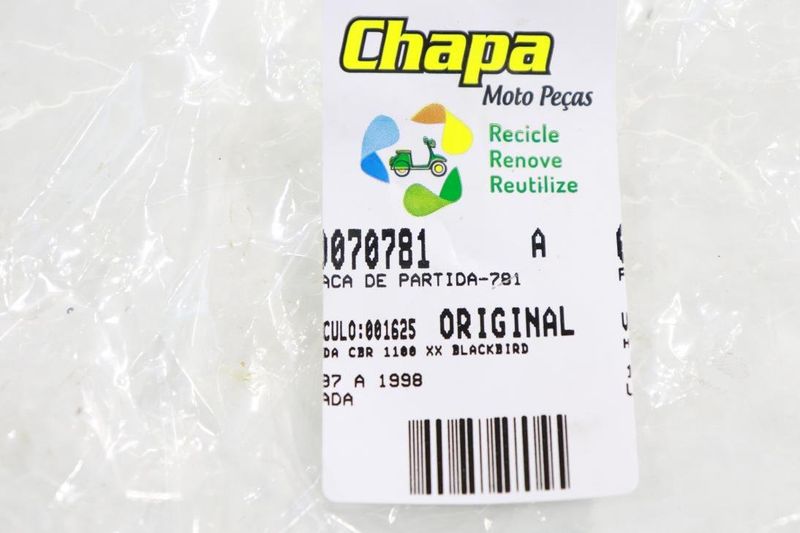 Chapa
Moto Peças
Recicle
Renove
Reutilize
0070781 A
ACA DE PARTIDA-781
CULO:001625 ORIGINAL
DA CBR 1100 XX BLACKBIRD
97 A 1998
ADA